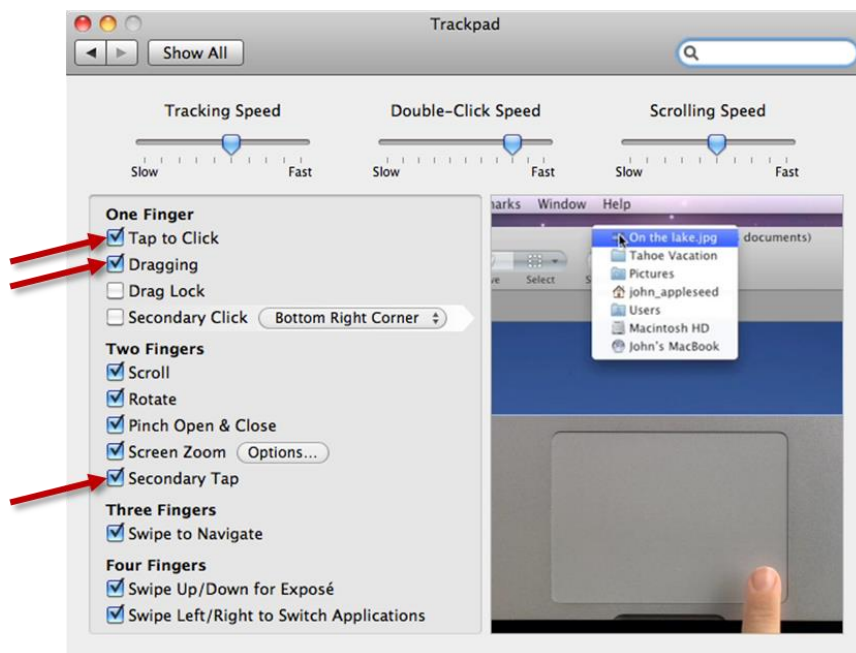 Trackpad
Show All
Tracking Speed
Double-Click Speed
Scrolling Speed
Slow Fast
Slow Fast
Slow Fast
One Finger
Tap to Click
Dragging
Drag Lock
Secondary Click Bottom Right Corner
Two Fingers
Scroll
Rotate
Pinch Open & Close
Screen Zoom Options...
Secondary Tap
Three Fingers
Swipe to Navigate
Four Fingers
Swipe Up/Down for Exposé
Swipe Left/Right to Switch Applications
Window Help
On the lake.jpg documents)
Tahoe Vacation
Pictures
Select
john_appleseed
Users
Macintosh HD
John's MacBook